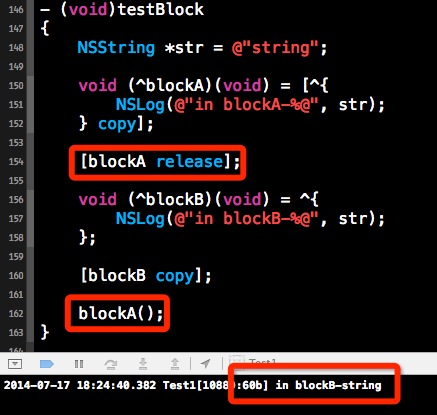 146 - (void)testBlock
147 {
148 NSString *str = @"string";
149
150 void (^blockA)(void) = [^{
151 NSLog(@"in blockA-%@", str);
152 } copy];
153
154 [blockA release];
155
156 void (^blockB)(void) = ^{
157 NSLog(@"in blockB-%@", str);
158 };
159
160 [blockB copy];
161
162 blockA();
163 }
164
Test1
2014-07-17 18:24:40.382 Test1[10880:60b] in blockB-string